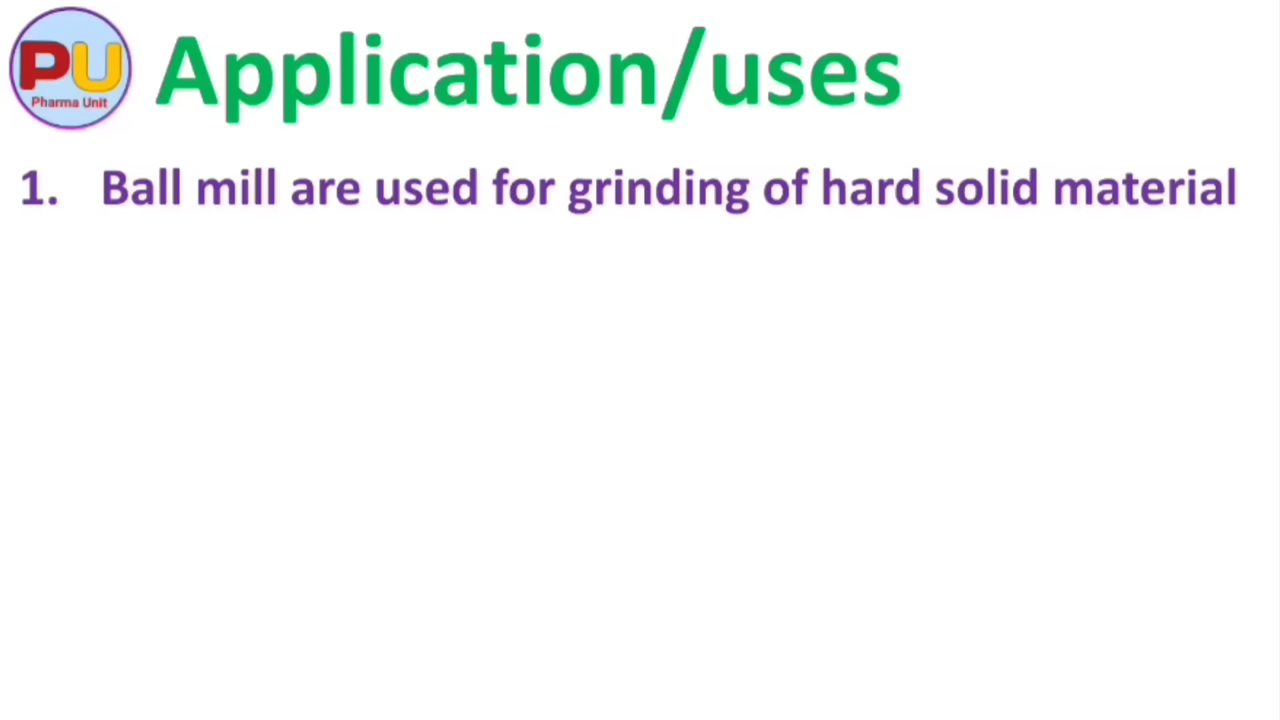 PU
Pharma Unit
Application/uses
1. Ball mill are used for grinding of hard solid material